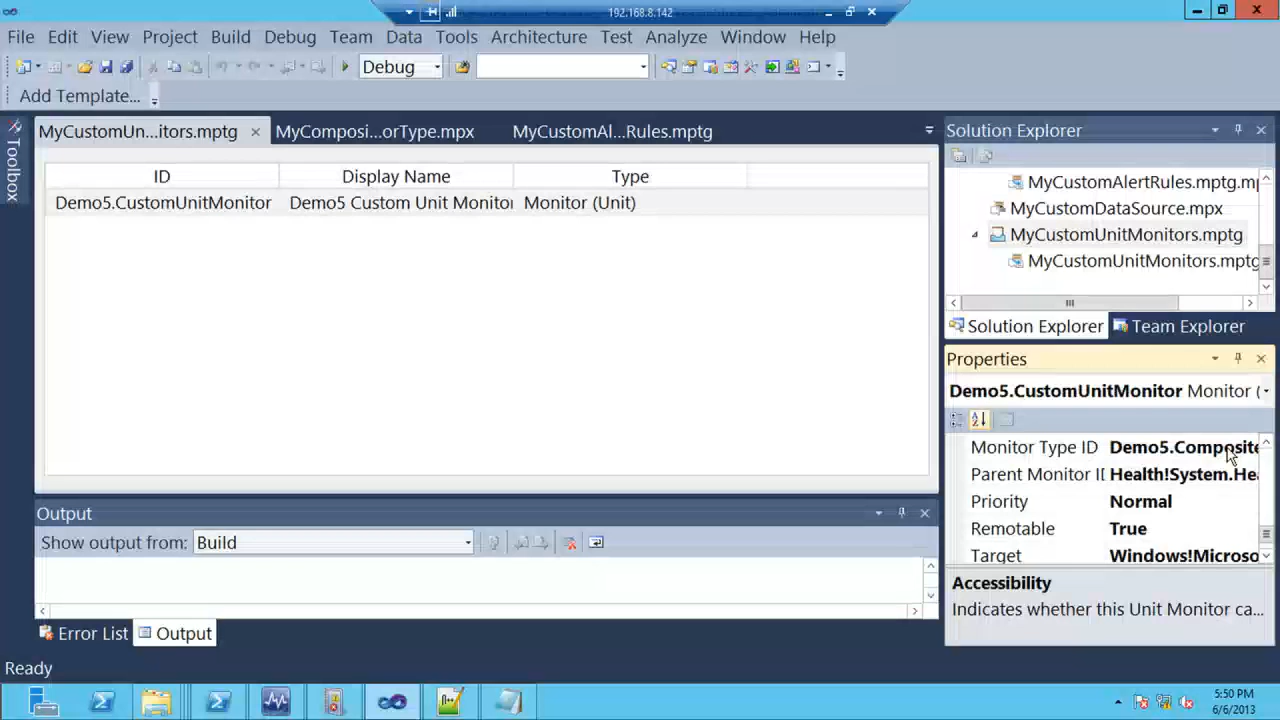 192.168.8.142
File Edit View Project Build Debug Team Data Tools Architecture Test Analyze Window Help
Debug
Add Template...
Toolbox
MyCustomUn...itors.mptg MyComposi...orType.mpx MyCustomAl...Rules.mptg
ID Display Name Type
Demo5.CustomUnitMonitor Demo5 Custom Unit Monitor Monitor (Unit)
Solution Explorer
MyCustomAlertRules.mptg.mp
MyCustomDataSource.mpx
MyCustomUnitMonitors.mptg
MyCustomUnitMonitors.mptg
Solution Explorer Team Explorer
Properties
Demo5.CustomUnitMonitor Monitor (
Monitor Type ID Demo5.Composite
Parent Monitor ID Health!System.He
Priority Normal
Remotable True
Target Windows!Microso
Accessibility
Indicates whether this Unit Monitor ca...
Output
Show output from: Build
Error List Output
Ready
5:50 PM
6/6/2013